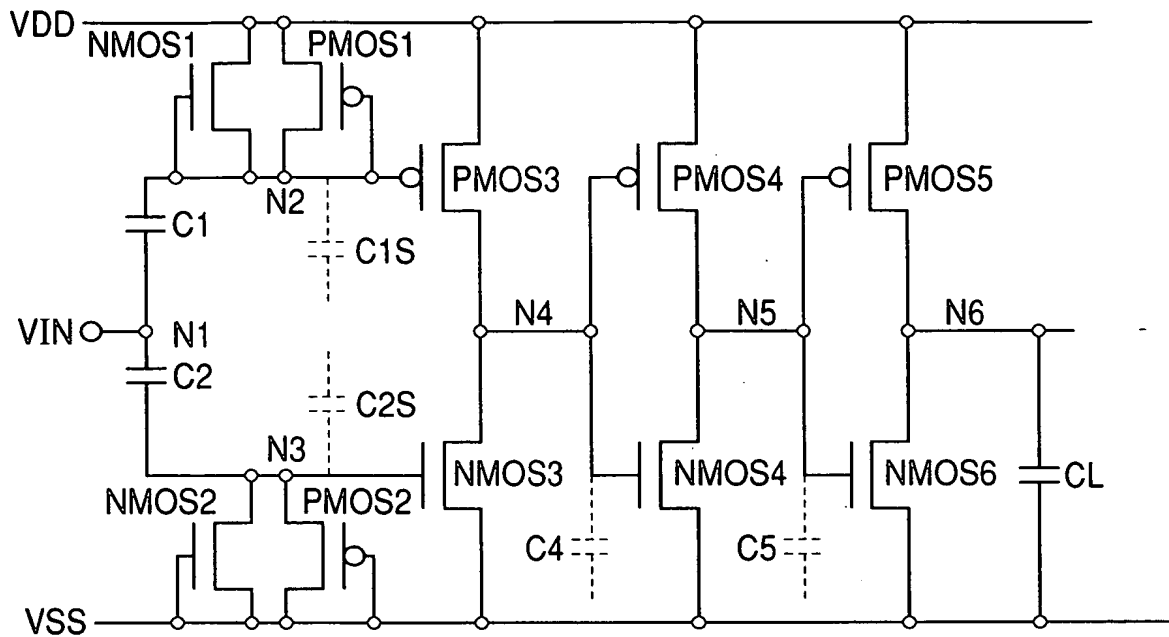 VDD
NMOS1 PMOS1
PMOS3 PMOS4 PMOS5
N2
C1 C1S
VIN N1 N4 N5 N6
C2 C2S
N3
NMOS3 NMOS4 NMOS6 CL
NMOS2 PMOS2
C4 C5
VSS